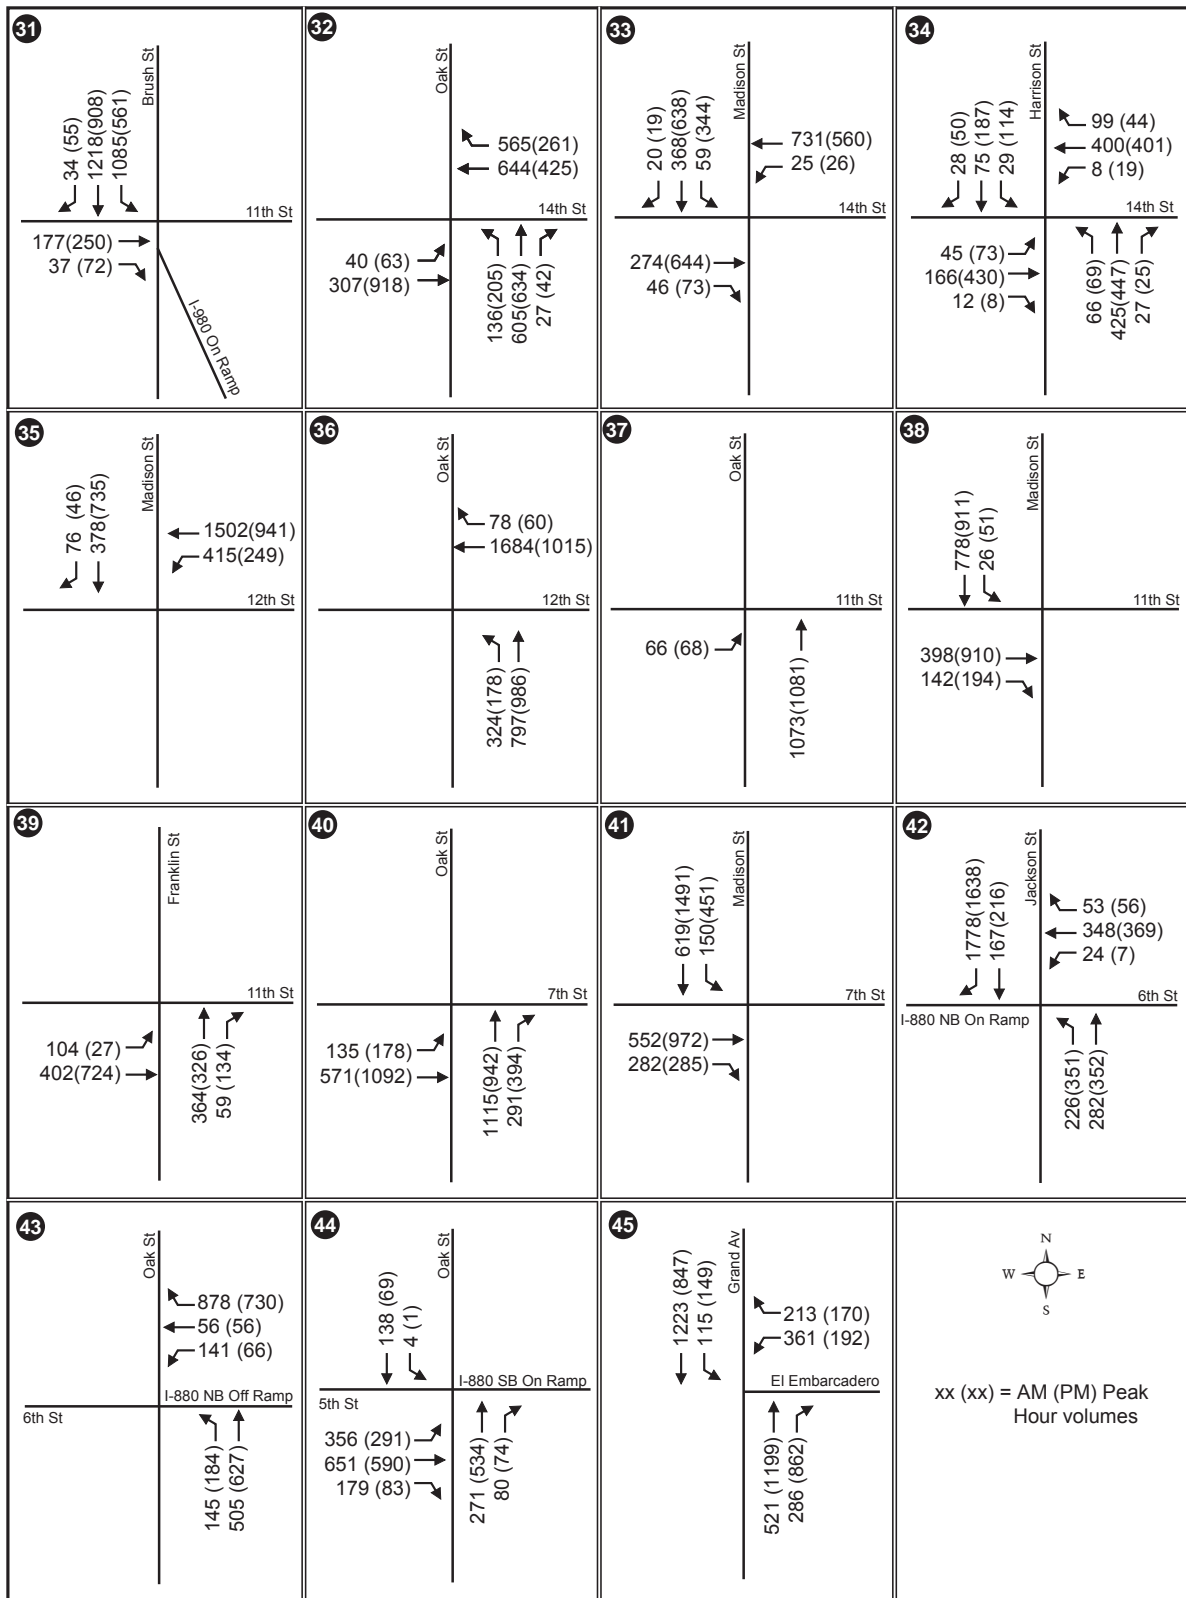 31
Brush St
34 (55)
1218(908)
1085(561)
11th St
177(250)
37 (72)
I-980 On Ramp
32
Oak St
565(261)
644(425)
14th St
40 (63)
307(918)
136(205)
605(634)
27 (42)
33
Madison St
20 (19)
368(638)
59 (344)
731(560)
25 (26)
14th St
274(644)
46 (73)
34
Harrison St
28 (50)
75 (187)
29 (114)
99 (44)
400(401)
8 (19)
14th St
45 (73)
166(430)
12 (8)
66 (69)
425(447)
27 (25)
35
Madison St
76 (46)
378(735)
1502(941)
415(249)
12th St
36
Oak St
78 (60)
1684(1015)
12th St
324(178)
797(986)
37
Oak St
11th St
66 (68)
1073(1081)
38
Madison St
778(911)
26 (51)
11th St
398(910)
142(194)
39
Franklin St
11th St
104 (27)
402(724)
364(326)
59 (134)
40
Oak St
7th St
135 (178)
571(1092)
1115(942)
291(394)
41
Madison St
619(1491)
150(451)
7th St
552(972)
282(285)
42
Jackson St
1778(1638)
167(216)
53 (56)
348(369)
24 (7)
6th St
I-880 NB On Ramp
226(351)
282(352)
43
Oak St
878 (730)
56 (56)
141 (66)
I-880 NB Off Ramp
6th St
145 (184)
505 (627)
44
Oak St
138 (69)
4 (1)
I-880 SB On Ramp
5th St
356 (291)
651 (590)
179 (83)
271 (534)
80 (74)
45
Grand Av
1223 (847)
115 (149)
213 (170)
361 (192)
El Embarcadero
521 (1199)
286 (862)
N
W
E
S
xx (xx) = AM (PM) Peak
Hour volumes